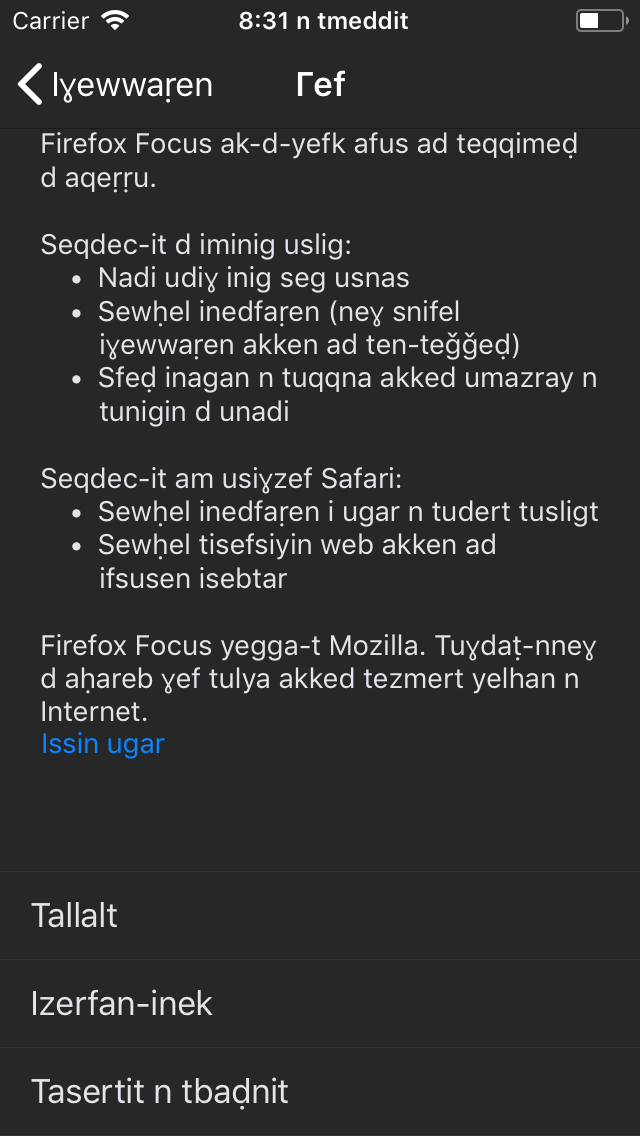 Carrier 8:31 n tmeddit
Iɣewwaṛen Γef
Firefox Focus ak-d-yefk afus ad teqqimeḍ
d aqeṛṛu.
Seqdec-it d iminig uslig:
• Nadi udiɣ inig seg usnas
• Sewḥel inedfaṛen (neɣ snifel
iɣewwaṛen akken ad ten-teǧǧeḍ)
• Sfeḍ inagan n tuqqna akked umazray n
tunigin d unadi
Seqdec-it am usiɣzef Safari:
• Sewḥel inedfaṛen i ugar n tudert tusligt
• Sewḥel tisefsiyin web akken ad
ifsusen isebtar
Firefox Focus yegga-t Mozilla. Tuɣdaṭ-nneɣ
d aḥareb ɣef tulya akked tezmert yelhan n
Internet.
Issin ugar
Tallalt
Izerfan-inek
Tasertit n tbaḍnit